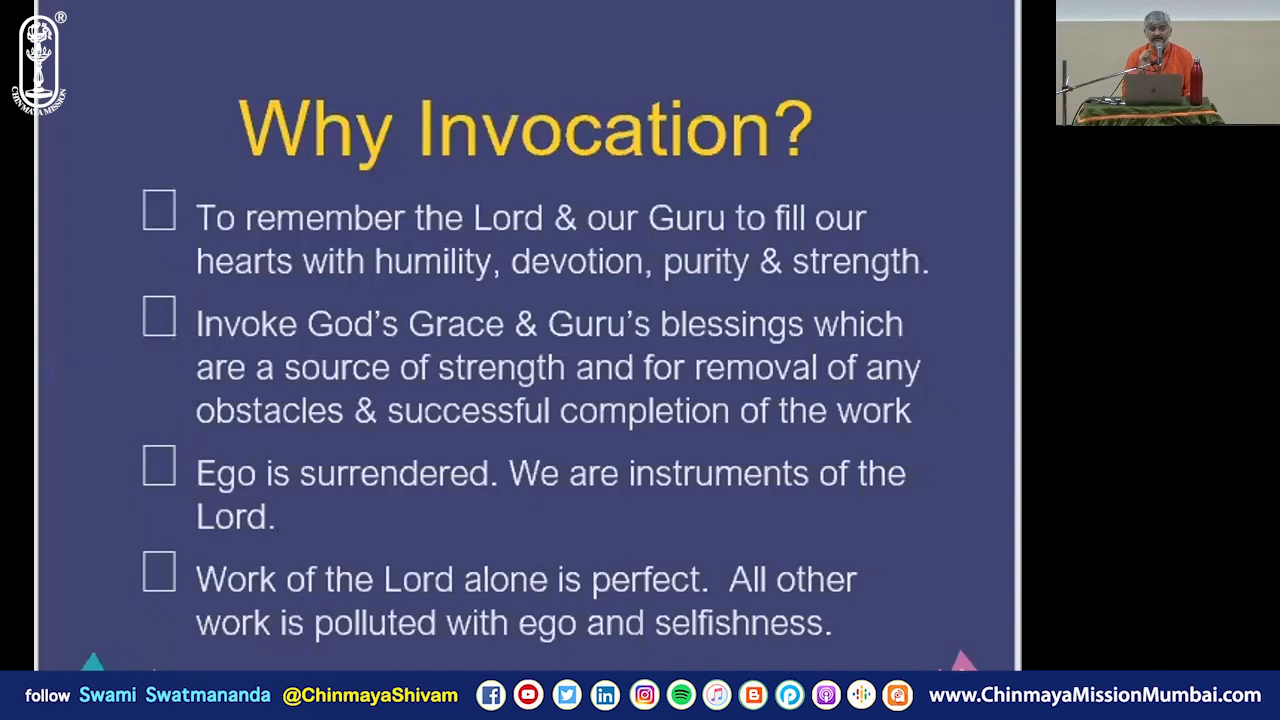 ®
CHINMAYA MISSION
Why Invocation?
To remember the Lord & our Guru to fill our
hearts with humility, devotion, purity & strength.
Invoke God's Grace & Guru's blessings which
are a source of strength and for removal of any
obstacles & successful completion of the work
Ego is surrendered. We are instruments of the
Lord.
Work of the Lord alone is perfect. All other
work is polluted with ego and selfishness.
follow Swami Swatmananda @ChinmayaShivam www.ChinmayaMissionMumbai.com